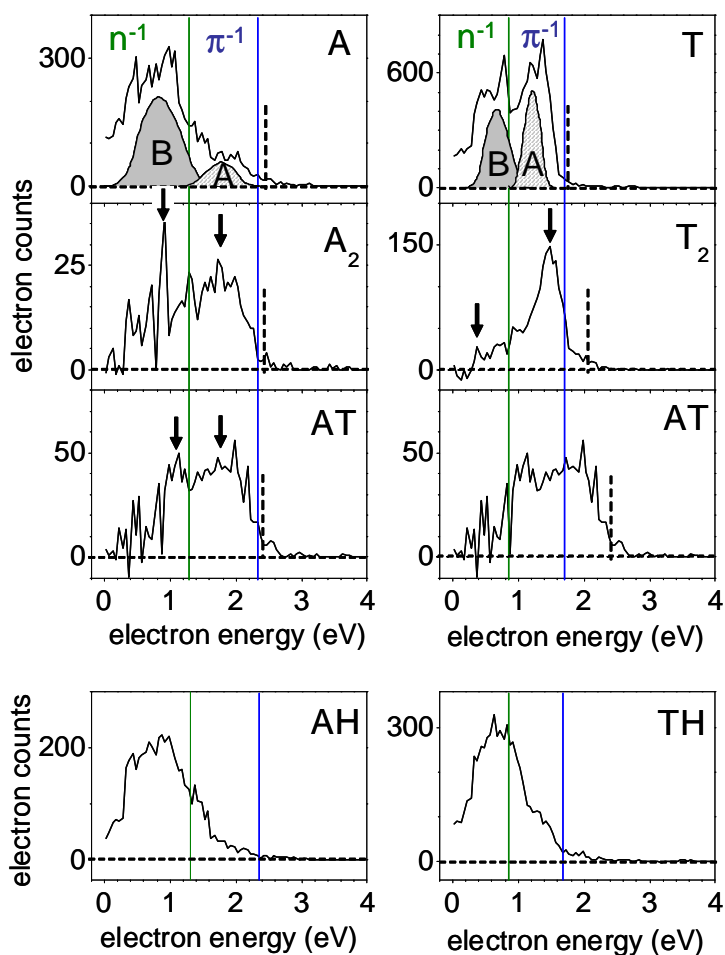 n⁻¹ π⁻¹ A
300
0
B A
n⁻¹ π⁻¹ T
600
0
B A
electron counts
A₂
25
0
T₂
150
0
AT
50
0
AT
50
0
0 1 2 3 4
electron energy (eV)
0 1 2 3 4
electron energy (eV)
electron counts
AH
200
0
TH
300
0
0 1 2 3 4
electron energy (eV)
0 1 2 3 4
electron energy (eV)